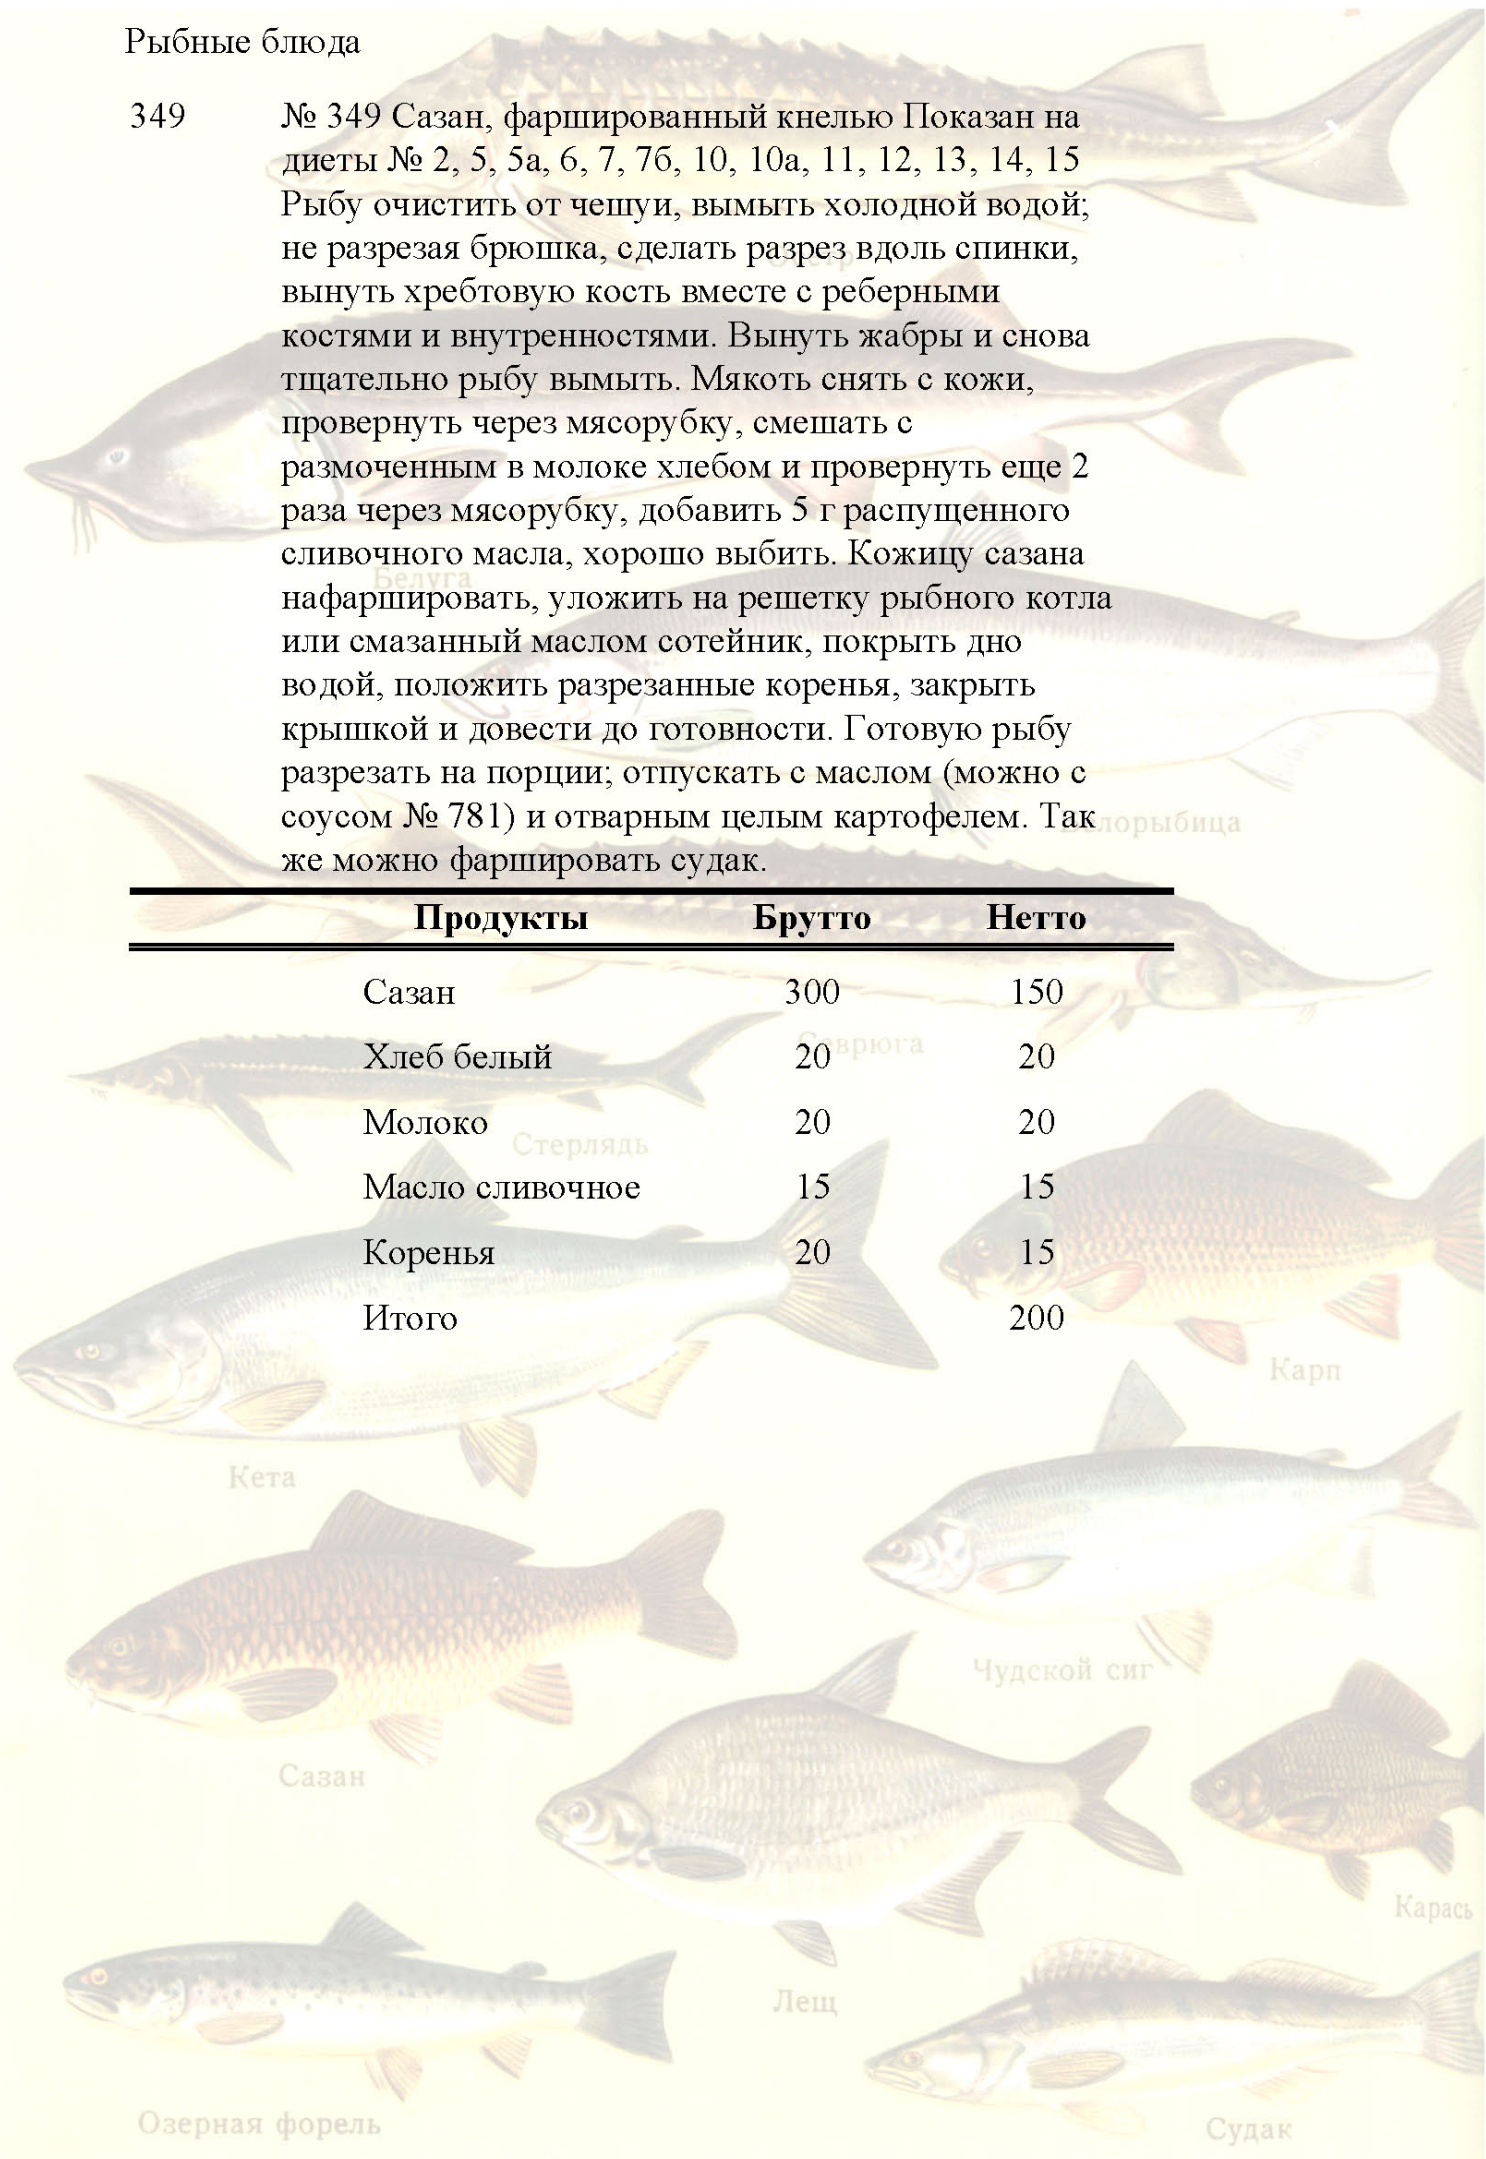 Рыбные блюда
349
№ 349 Сазан, фаршированный кнелью Показан на
диеты № 2, 5, 5а, 6, 7, 7б, 10, 10а, 11, 12, 13, 14, 15
Рыбу очистить от чешуи, вымыть холодной водой;
не разрезая брюшка, сделать разрез вдоль спинки,
вынуть хребтовую кость вместе с реберными
костями и внутренностями. Вынуть жабры и снова
тщательно рыбу вымыть. Мякоть снять с кожи,
провернуть через мясорубку, смешать с
размоченным в молоке хлебом и провернуть еще 2
раза через мясорубку, добавить 5 г распущенного
сливочного масла, хорошо выбить. Кожицу сазана
нафаршировать, уложить на решетку рыбного котла
или смазанный маслом сотейник, покрыть дно
водой, положить разрезанные коренья, закрыть
крышкой и довести до готовности. Готовую рыбу
разрезать на порции; отпускать с маслом (можно с
соусом № 781) и отварным целым картофелем. Так
же можно фаршировать судак.
Белуга
Белорыбица
Продукты Брутто Нетто
Сазан 300 150
Севрюга
Хлеб белый 20 20
Молоко 20 20
Стерлядь
Масло сливочное 15 15
Коренья 20 15
Итого 200
Карп
Кета
Чудской сиг
Сазан
Карась
Лещ
Озерная форель
Судак